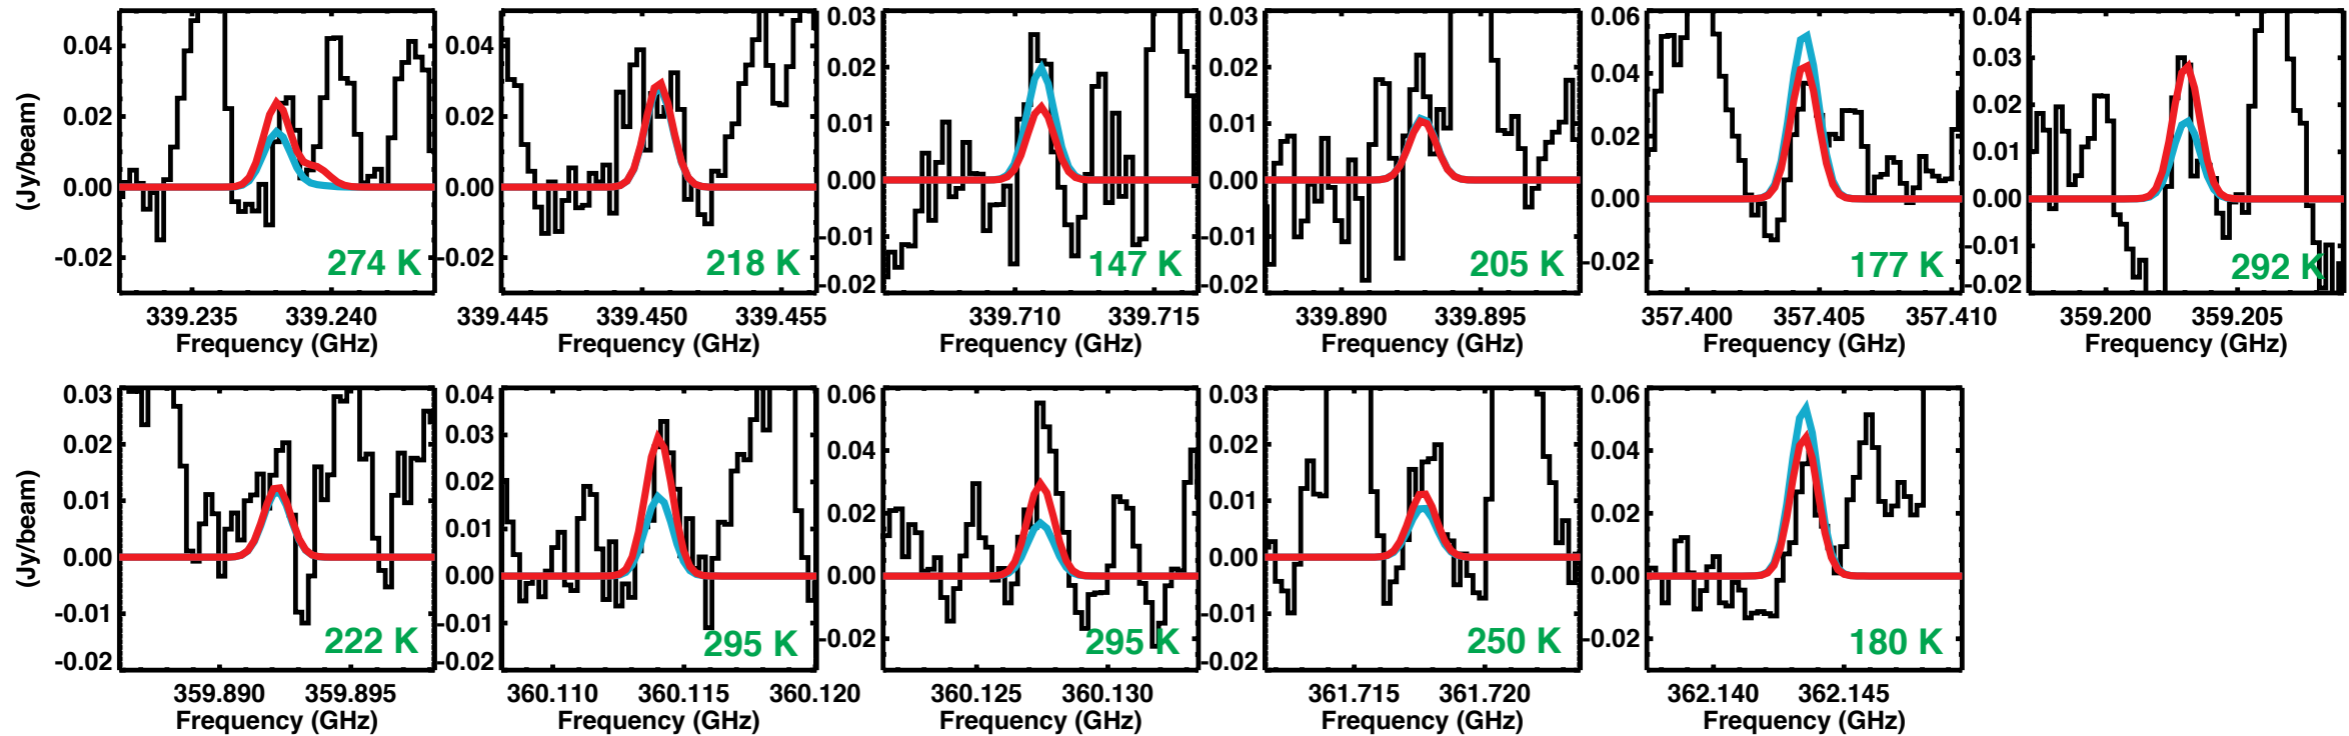 (Jy/beam)
0.04
0.02
0.00
-0.02
274 K
339.235 339.240
Frequency (GHz)
0.04
0.02
0.00
-0.02
218 K
339.445 339.450 339.455
Frequency (GHz)
0.03
0.02
0.01
0.00
-0.01
-0.02
147 K
339.710 339.715
Frequency (GHz)
0.03
0.02
0.01
0.00
-0.01
-0.02
205 K
339.890 339.895
Frequency (GHz)
0.06
0.04
0.02
0.00
-0.02
177 K
357.400 357.405 357.410
Frequency (GHz)
0.04
0.03
0.02
0.01
0.00
-0.01
-0.02
292 K
359.200 359.205
Frequency (GHz)
(Jy/beam)
0.03
0.02
0.01
0.00
-0.01
-0.02
222 K
359.890 359.895
Frequency (GHz)
0.04
0.03
0.02
0.01
0.00
-0.01
-0.02
295 K
360.110 360.115 360.120
Frequency (GHz)
0.06
0.04
0.02
0.00
-0.02
295 K
360.125 360.130
Frequency (GHz)
0.03
0.02
0.01
0.00
-0.01
-0.02
250 K
361.715 361.720
Frequency (GHz)
0.06
0.04
0.02
0.00
-0.02
180 K
362.140 362.145
Frequency (GHz)